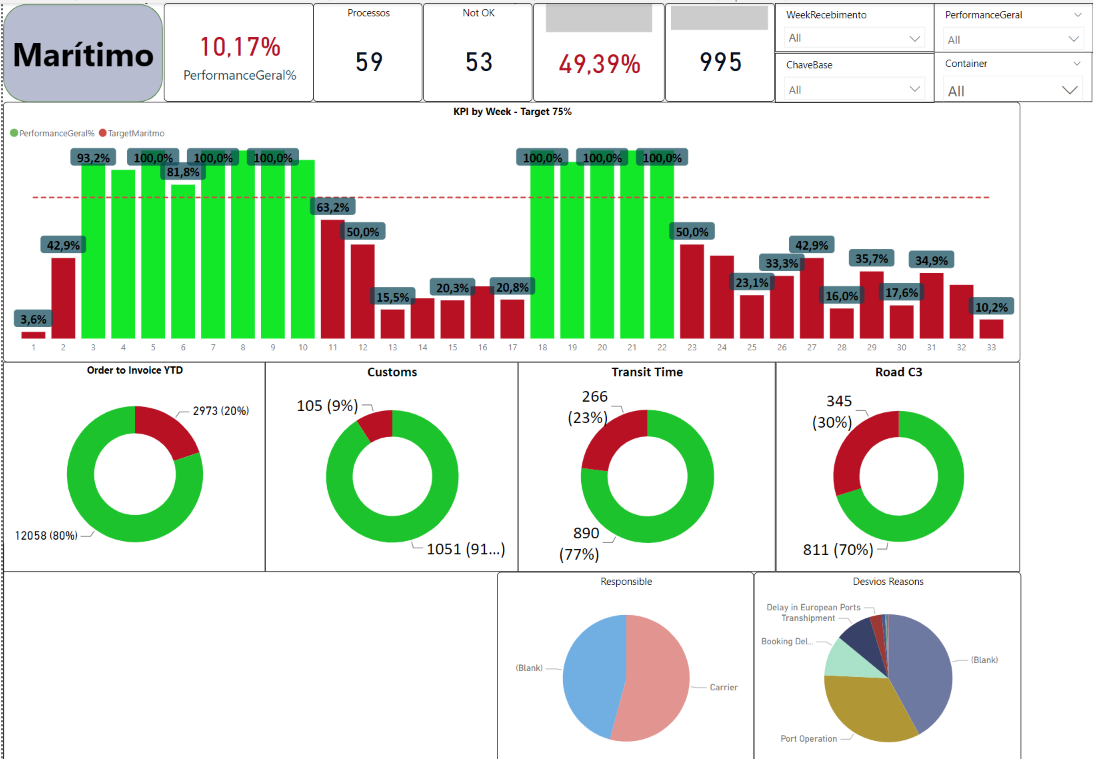 Marítimo
10,17%
PerformanceGeral%
Processos
59
Not OK
53
49,39%
995
WeekRecebimento
All
PerformanceGeral
All
ChaveBase
All
Container
All
KPI by Week - Target 75%
PerformanceGeral% TargetMaritmo
93,2% 100,0% 100,0% 100,0% 100,0% 100,0% 100,0%
81,8%
63,2%
42,9% 50,0% 50,0% 42,9%
33,3% 35,7% 34,9%
15,5% 20,3% 20,8% 23,1% 16,0% 17,6%
3,6% 10,2%
1 2 3 4 5 6 7 8 9 10 11 12 13 14 15 16 17 18 19 20 21 22 23 24 25 26 27 28 29 30 31 32 33
Order to Invoice YTD
2973 (20%)
12058 (80%)
Customs
105 (9%)
1051 (91...)
Transit Time
266
(23%)
890
(77%)
Road C3
345
(30%)
811 (70%)
Responsible
(Blank)
Carrier
Desvios Reasons
Delay in European Ports
Transhipment
Booking Del...
(Blank)
Port Operation